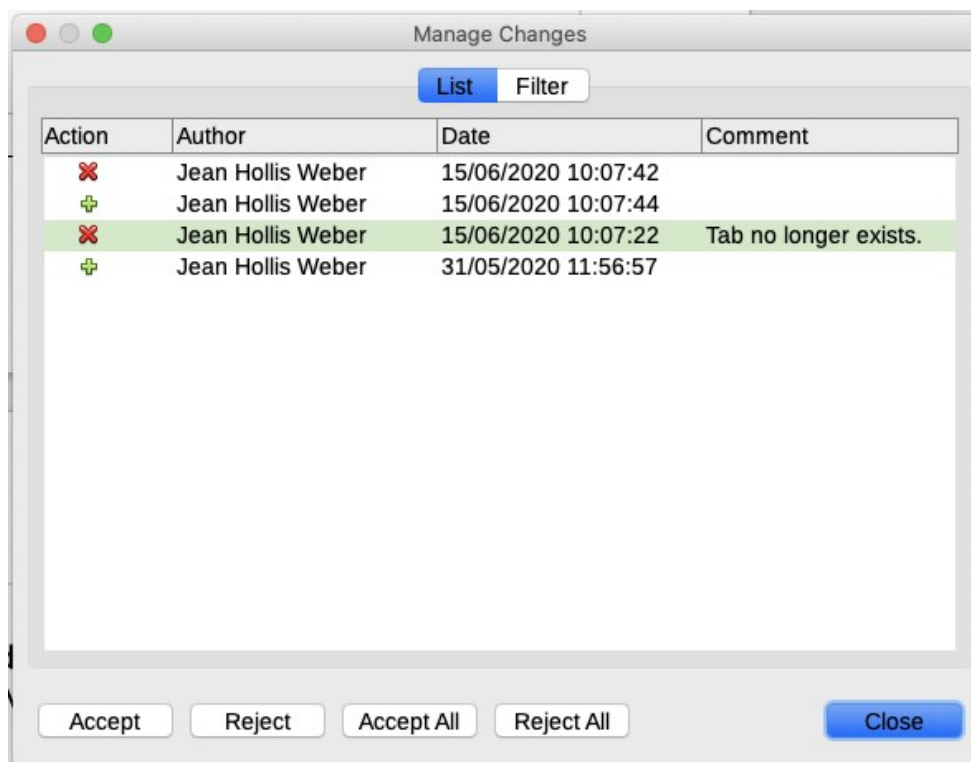 Manage Changes
List Filter
Action Author Date Comment
Jean Hollis Weber 15/06/2020 10:07:42
Jean Hollis Weber 15/06/2020 10:07:44
Jean Hollis Weber 15/06/2020 10:07:22 Tab no longer exists.
Jean Hollis Weber 31/05/2020 11:56:57
Accept Reject Accept All Reject All Close